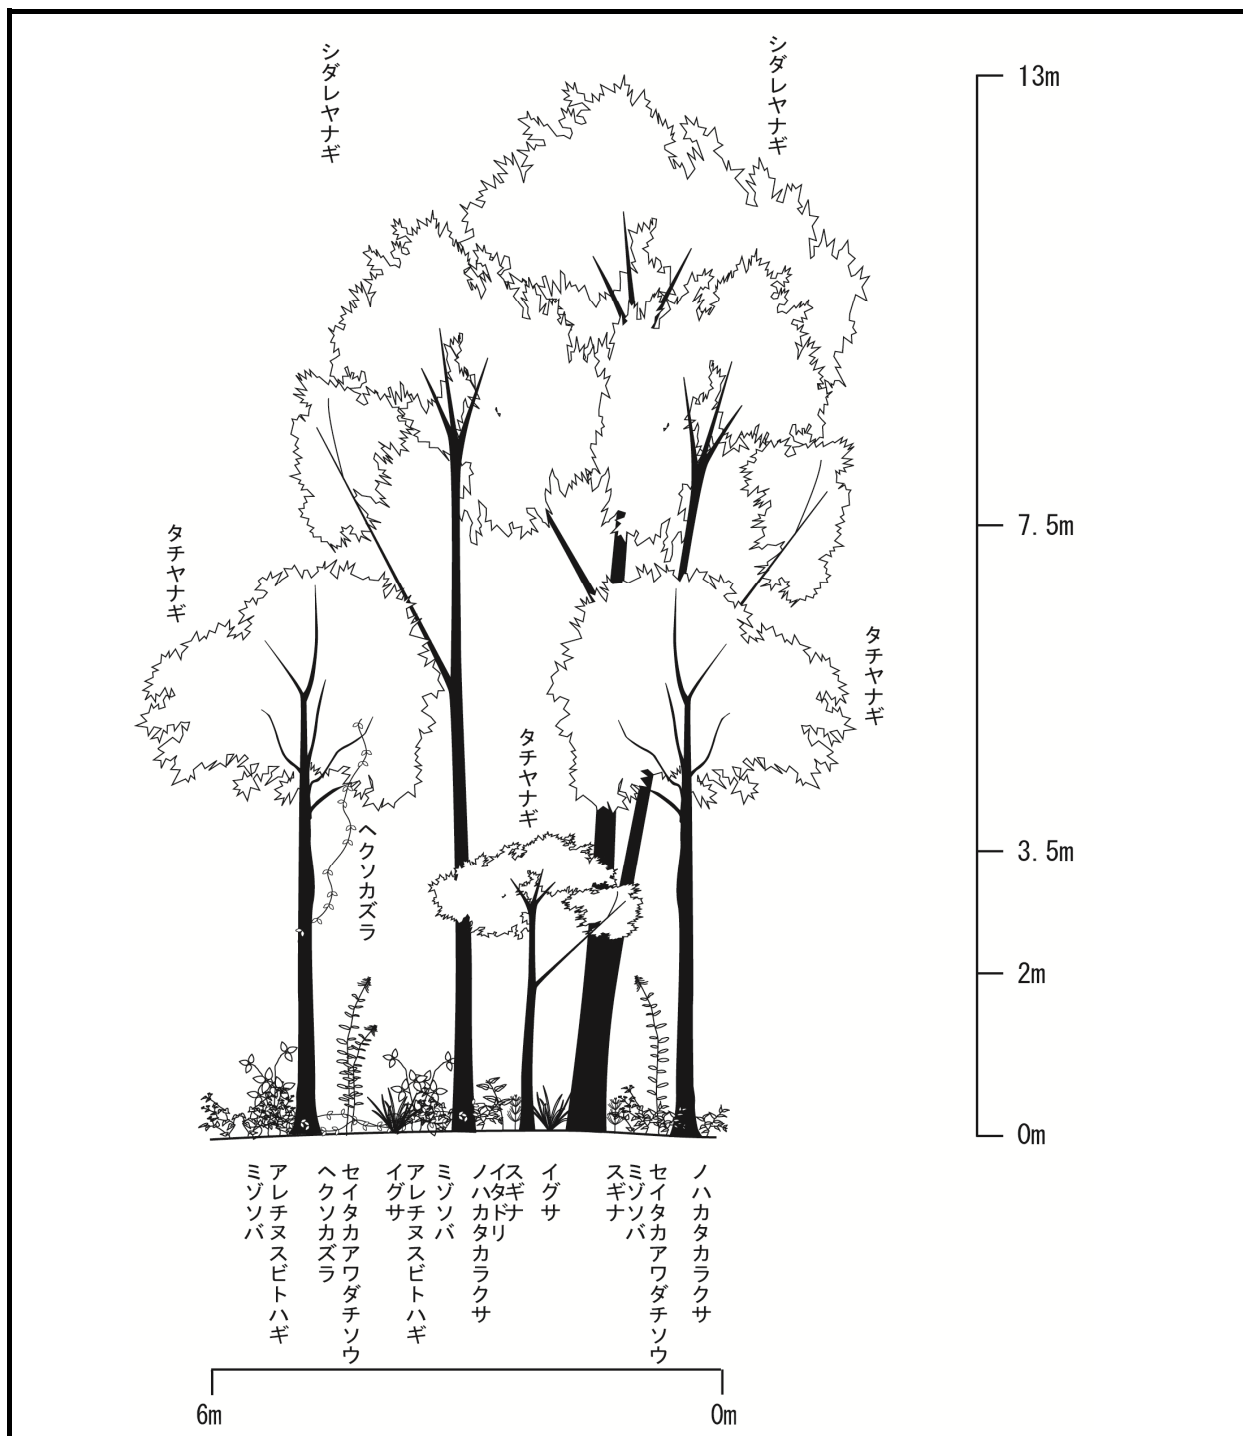 シダレヤナギ
シダレヤナギ
13m
タチヤナギ
7.5m
タチヤナギ
タチヤナギ
ヘクソカズラ
3.5m
2m
0m
ミゾソバ
アレチヌスビトハギ
ヘクソカズラ
セイタカアワダチソウ
イグサ
アレチヌスビトハギ
ミゾソバ
ノハカタカラクサ
イタドリ
スギナ
イグサ
スギナ
ミゾソバ
セイタカアワダチソウ
ノハカタカラクサ
6m
0m